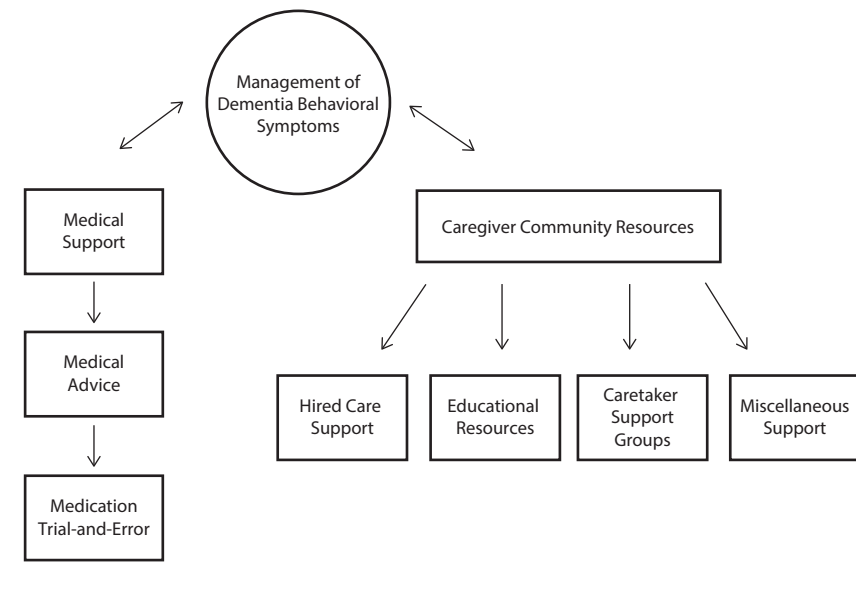 Management of
Dementia Behavioral
Symptoms
Medical
Support
Caregiver Community Resources
Medical
Advice
Hired Care
Support
Educational
Resources
Caretaker
Support
Groups
Miscellaneous
Support
Medication
Trial-and-Error